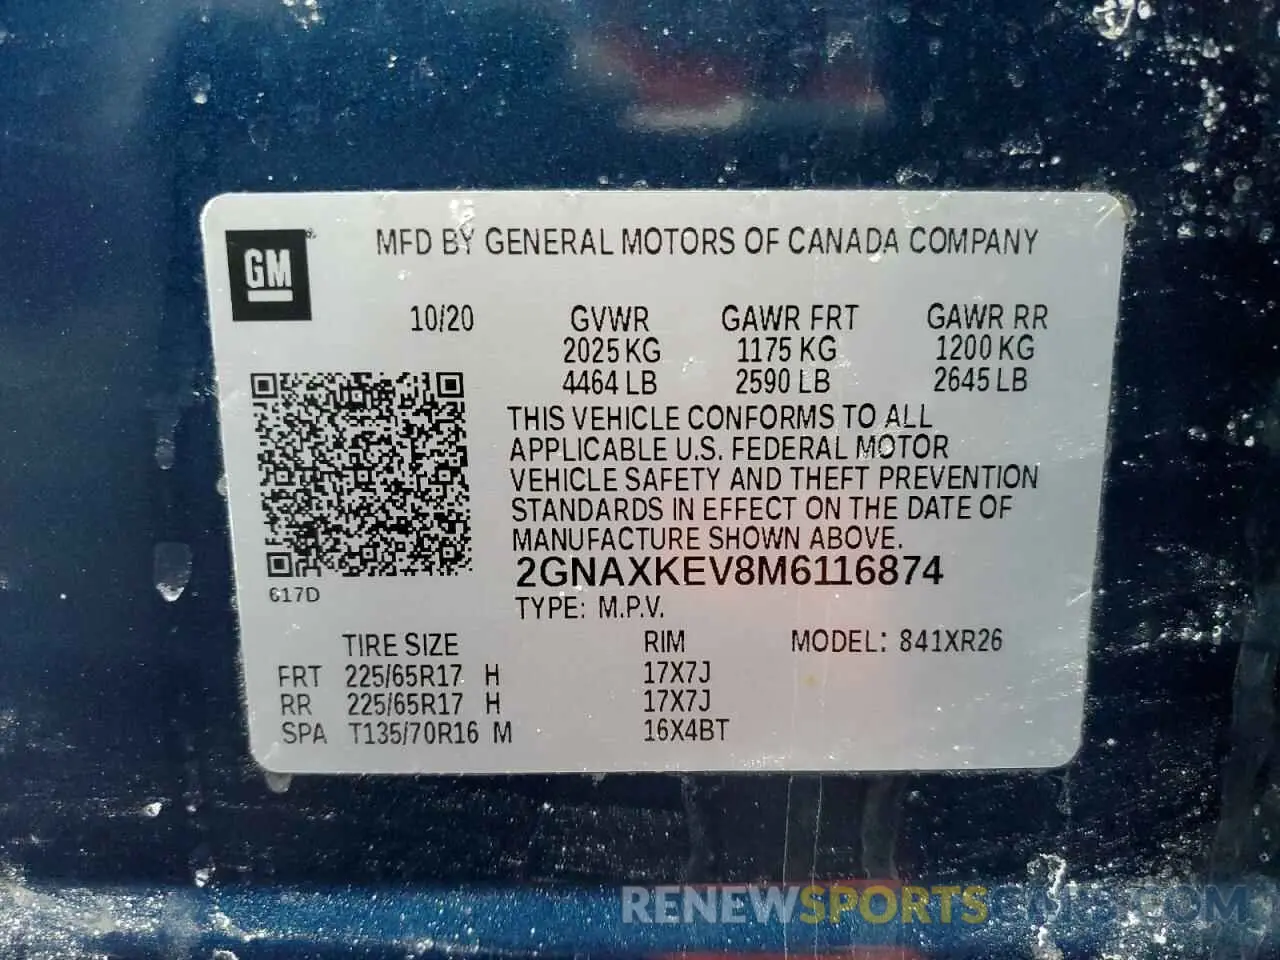 GM
MFD BY GENERAL MOTORS OF CANADA COMPANY
10/20 GVWR GAWR FRT GAWR RR
2025 KG 1175 KG 1200 KG
4464 LB 2590 LB 2645 LB
THIS VEHICLE CONFORMS TO ALL
APPLICABLE U.S. FEDERAL MOTOR
VEHICLE SAFETY AND THEFT PREVENTION
STANDARDS IN EFFECT ON THE DATE OF
MANUFACTURE SHOWN ABOVE.
2GNAXKEV8M6116874
617D
TYPE: M.P.V.
TIRE SIZE RIM MODEL: 841XR26
FRT 225/65R17 H 17X7J
RR 225/65R17 H 17X7J
SPA T135/70R16 M 16X4BT
RENEWSPORTSCARS.COM